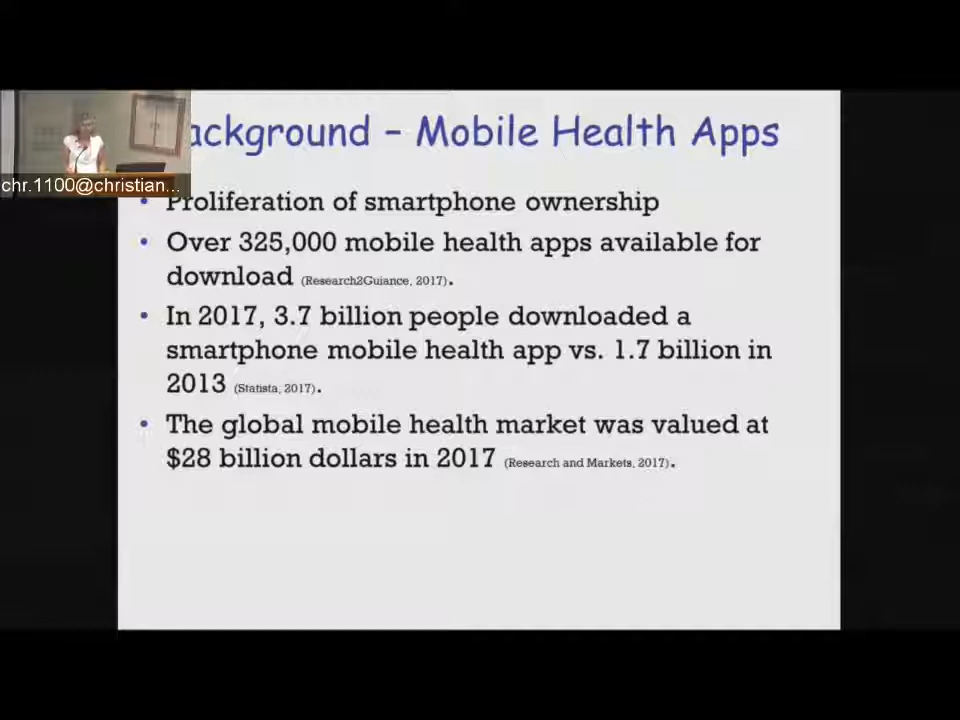 ackground – Mobile Health Apps
chr.1100@christian...
• Proliferation of smartphone ownership
• Over 325,000 mobile health apps available for
download (Research2Guiance, 2017).
• In 2017, 3.7 billion people downloaded a
smartphone mobile health app vs. 1.7 billion in
2013 (Statista, 2017).
• The global mobile health market was valued at
$28 billion dollars in 2017 (Research and Markets, 2017).